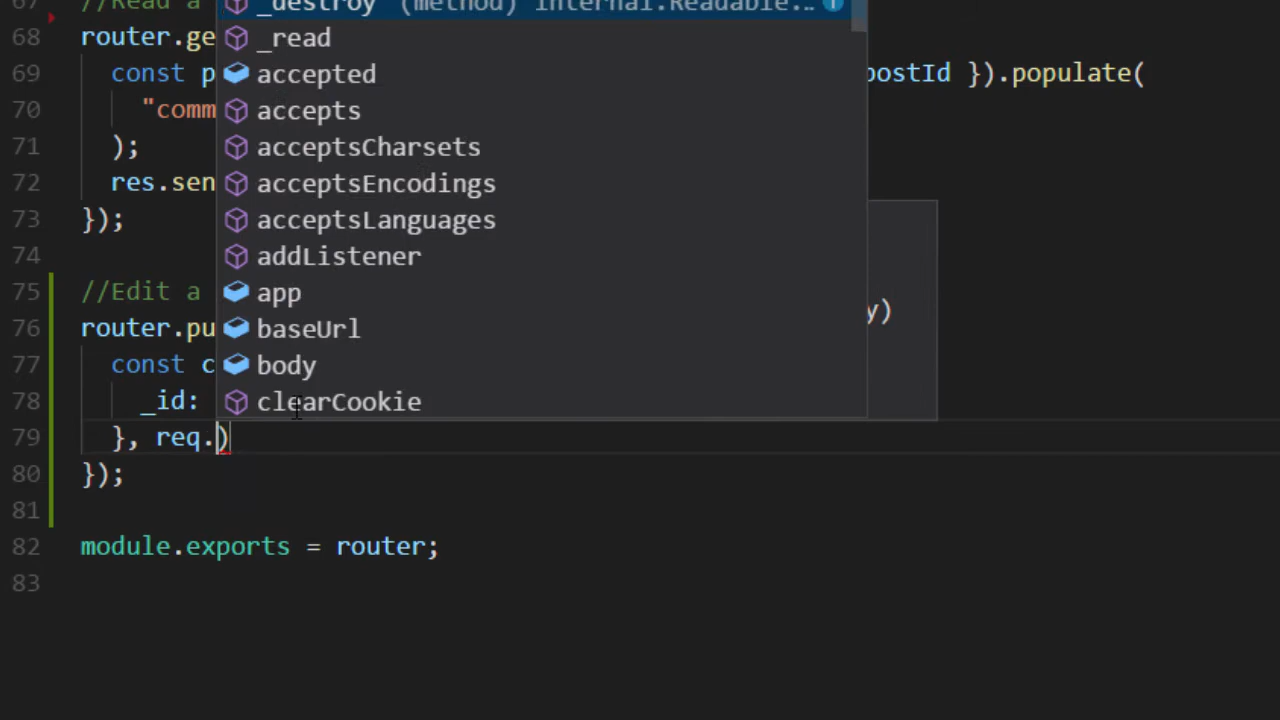 67 //Read a
_destroy (method) internal.Readable...
68 router.ge
_read
69 const p
accepted
postId }).populate(
70 "comm
accepts
71 );
acceptsCharsets
72 res.sen
acceptsEncodings
73 });
acceptsLanguages
74
addListener
75 //Edit a
app
76 router.pu
baseUrl
y)
77 const c
body
78 _id:
clearCookie
79 }, req.)
80 });
81
82 module.exports = router;
83